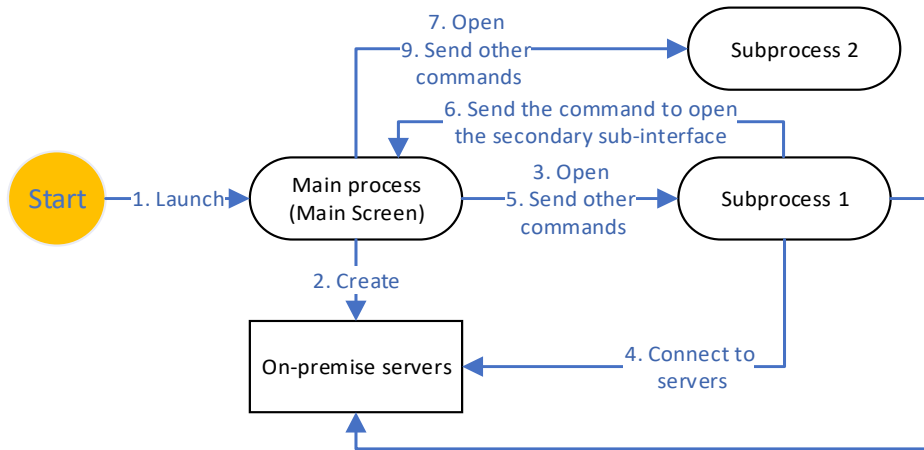 7. Open
9. Send other
commands
Subprocess 2
6. Send the command to open
the secondary sub-interface
Start
1. Launch
Main process
(Main Screen)
3. Open
5. Send other
commands
Subprocess 1
2. Create
On-premise servers
4. Connect to
servers